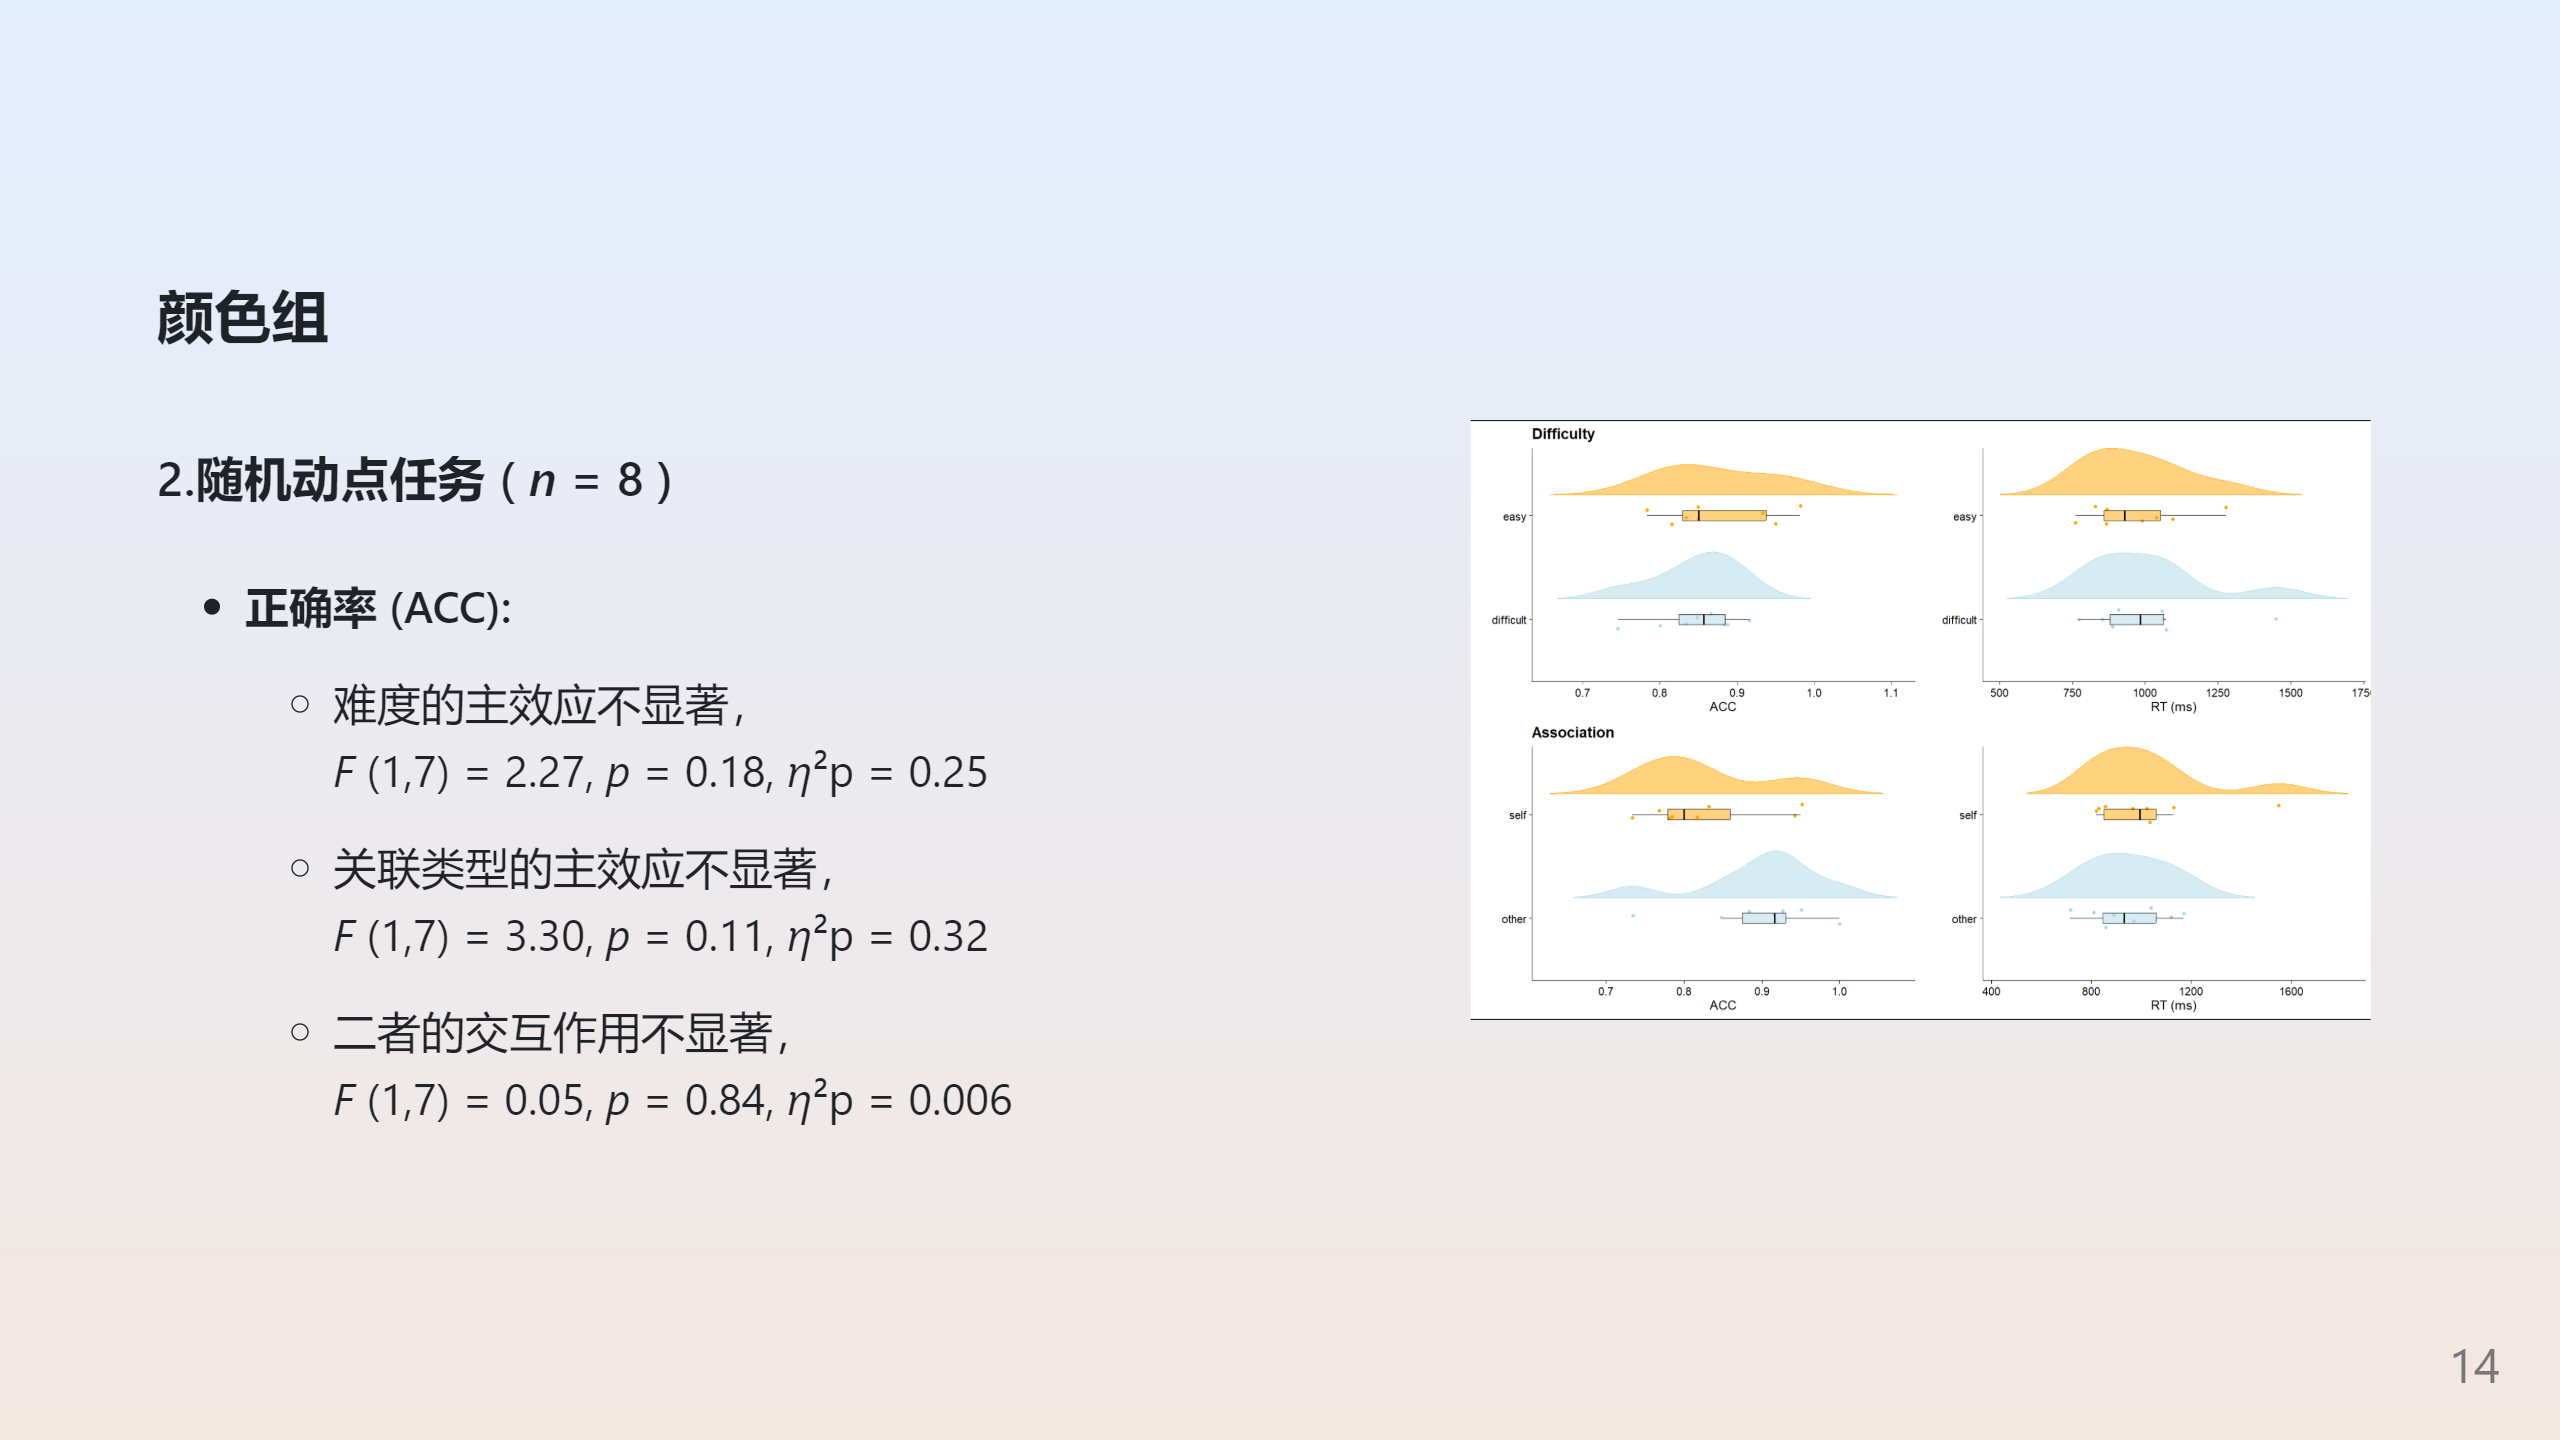 颜色组
2.随机动点任务 ( n = 8 )
• 正确率 (ACC):
○ 难度的主效应不显著，
F (1,7) = 2.27, p = 0.18, η²p = 0.25
○ 关联类型的主效应不显著，
F (1,7) = 3.30, p = 0.11, η²p = 0.32
○ 二者的交互作用不显著，
F (1,7) = 0.05, p = 0.84, η²p = 0.006
Difficulty
easy
difficult
0.7 0.8 0.9 1.0 1.1
ACC
easy
difficult
500 750 1000 1250 1500 175
RT (ms)
Association
self
other
0.7 0.8 0.9 1.0
ACC
self
other
400 800 1200 1600
RT (ms)
14